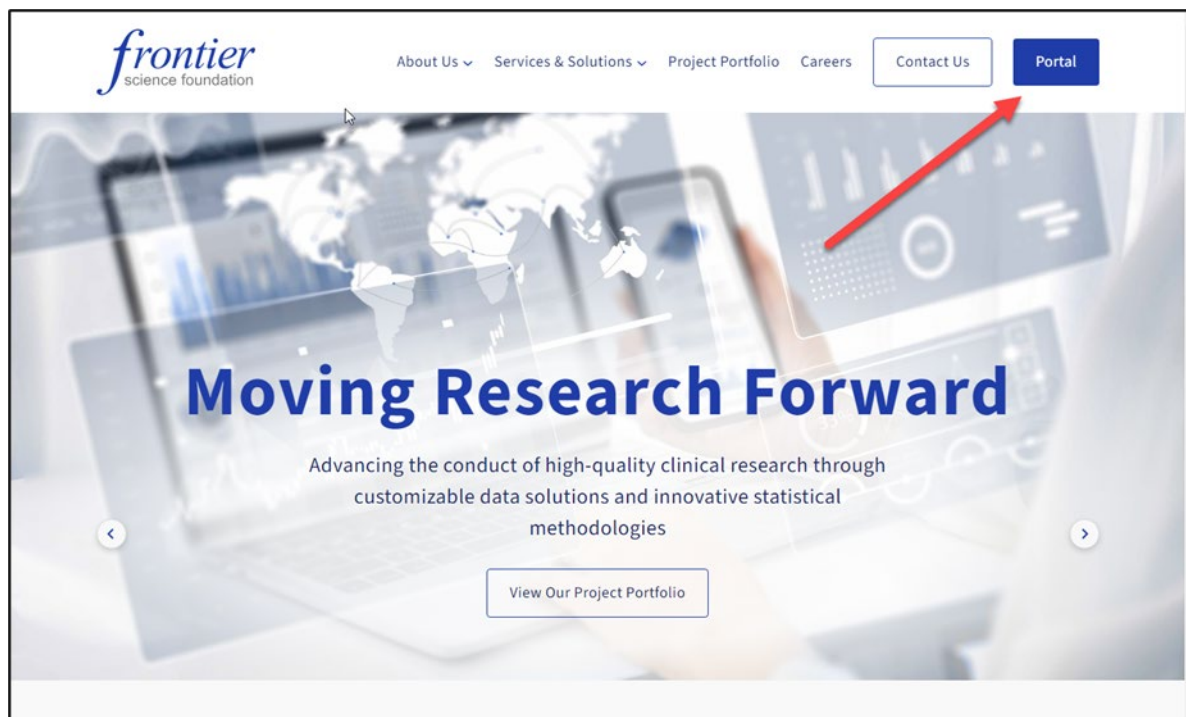 frontier
science foundation
About Us Services & Solutions Project Portfolio Careers Contact Us Portal
Moving Research Forward
Advancing the conduct of high-quality clinical research through
customizable data solutions and innovative statistical
methodologies
View Our Project Portfolio